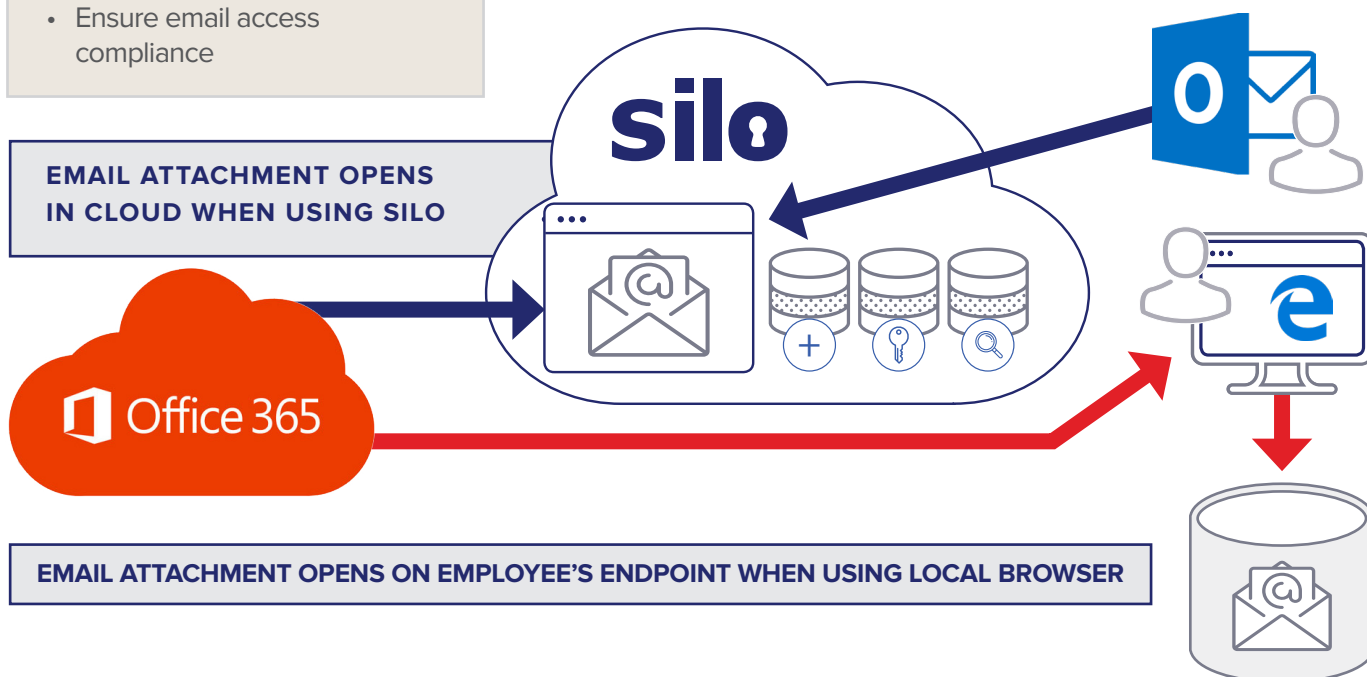 • Ensure email access
compliance
silo
O
EMAIL ATTACHMENT OPENS
IN CLOUD WHEN USING SILO
@
e
Office 365
EMAIL ATTACHMENT OPENS ON EMPLOYEE’S ENDPOINT WHEN USING LOCAL BROWSER
@